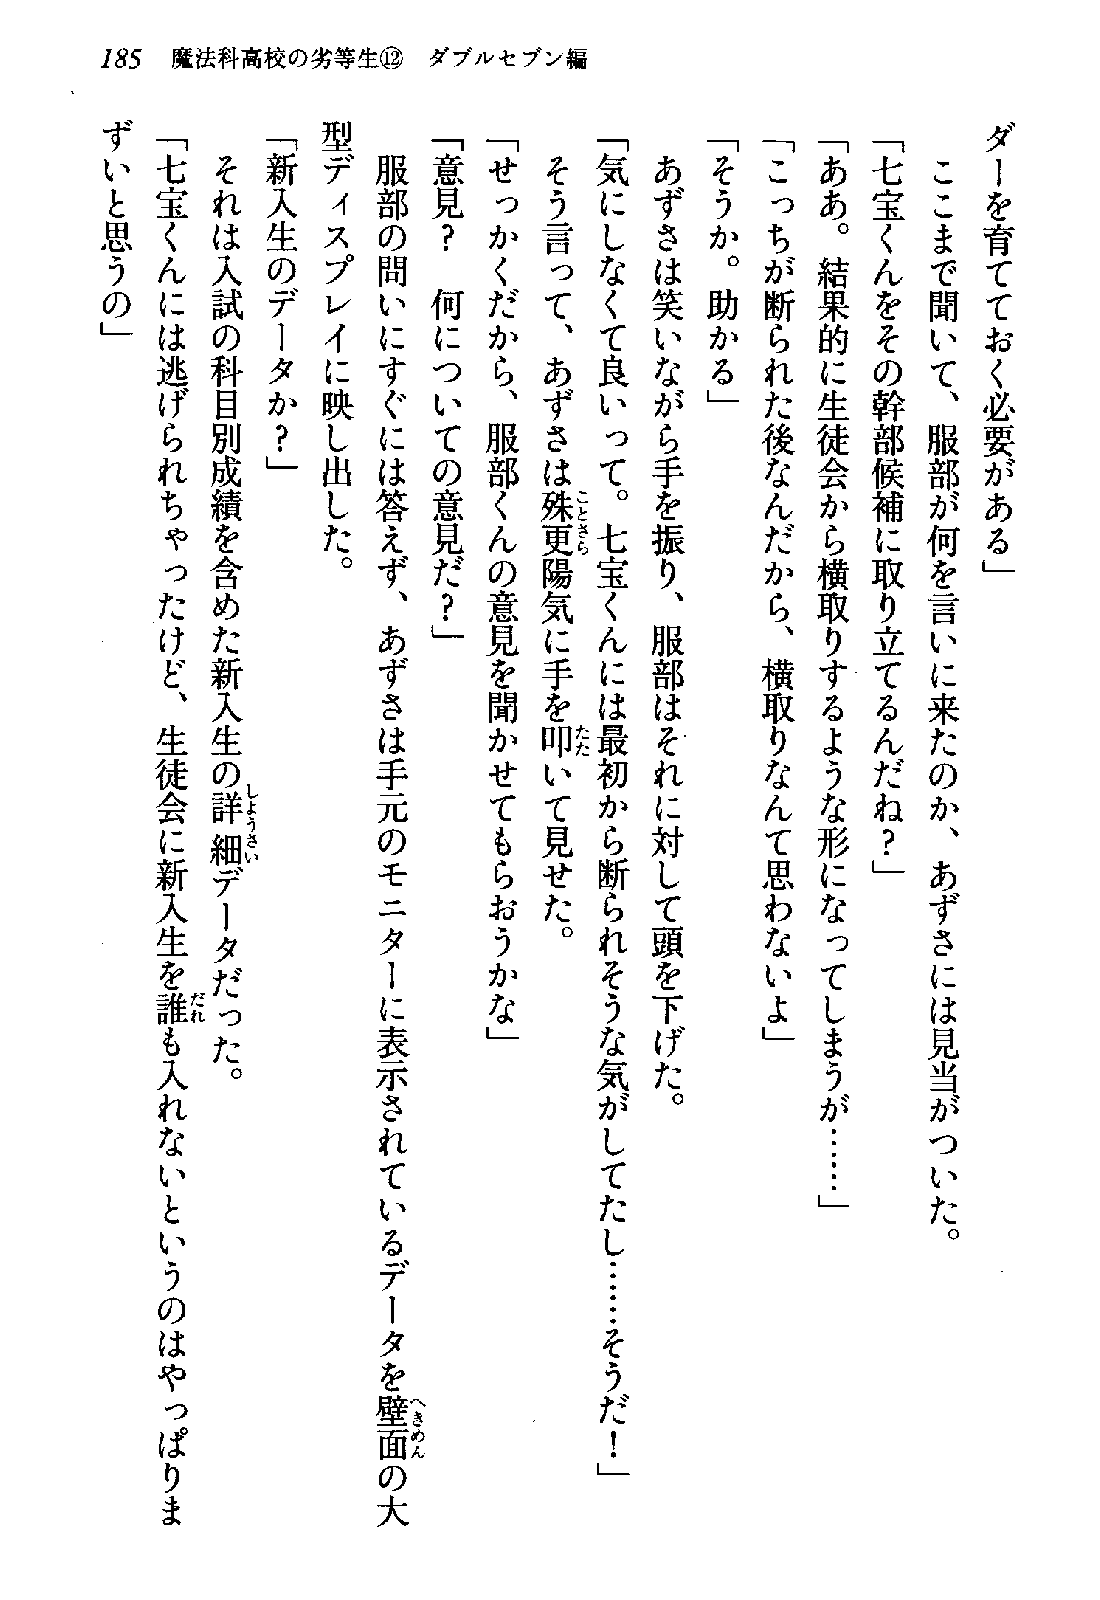 185　魔法科高校の劣等生⑫　ダブルセブン編
ダーを育てておく必要がある」
　ここまで聞いて、服部が何を言いに来たのか、あずさには見当がついた。
「七宝くんをその幹部候補に取り立てるんだね？」
「ああ。結果的に生徒会から横取りするような形になってしまうが……」
「こっちが断られた後なんだから、横取りなんて思わないよ」
「そうか。助かる」
　あずさは笑いながら手を振り、服部はそれに対して頭を下げた。
「気にしなくて良いって。七宝くんには最初から断られそうな気がしてたし……そうだ！」
　そう言って、あずさは殊更陽気に手を叩いて見せた。
「せっかくだから、服部くんの意見を聞かせてもらおうかな」
「意見？　何についての意見だ？」
　服部の問いにすぐには答えず、あずさは手元のモニターに表示されているデータを壁面の大
型ディスプレイに映し出した。
「新入生のデータか？」
　それは入試の科目別成績を含めた新入生の詳細データだった。
「七宝くんには逃げられちゃったけど、生徒会に新入生を誰も入れないというのはやっぱりま
ずいと思うの」
ことさら
たた
へきめん
しようさい
だれ